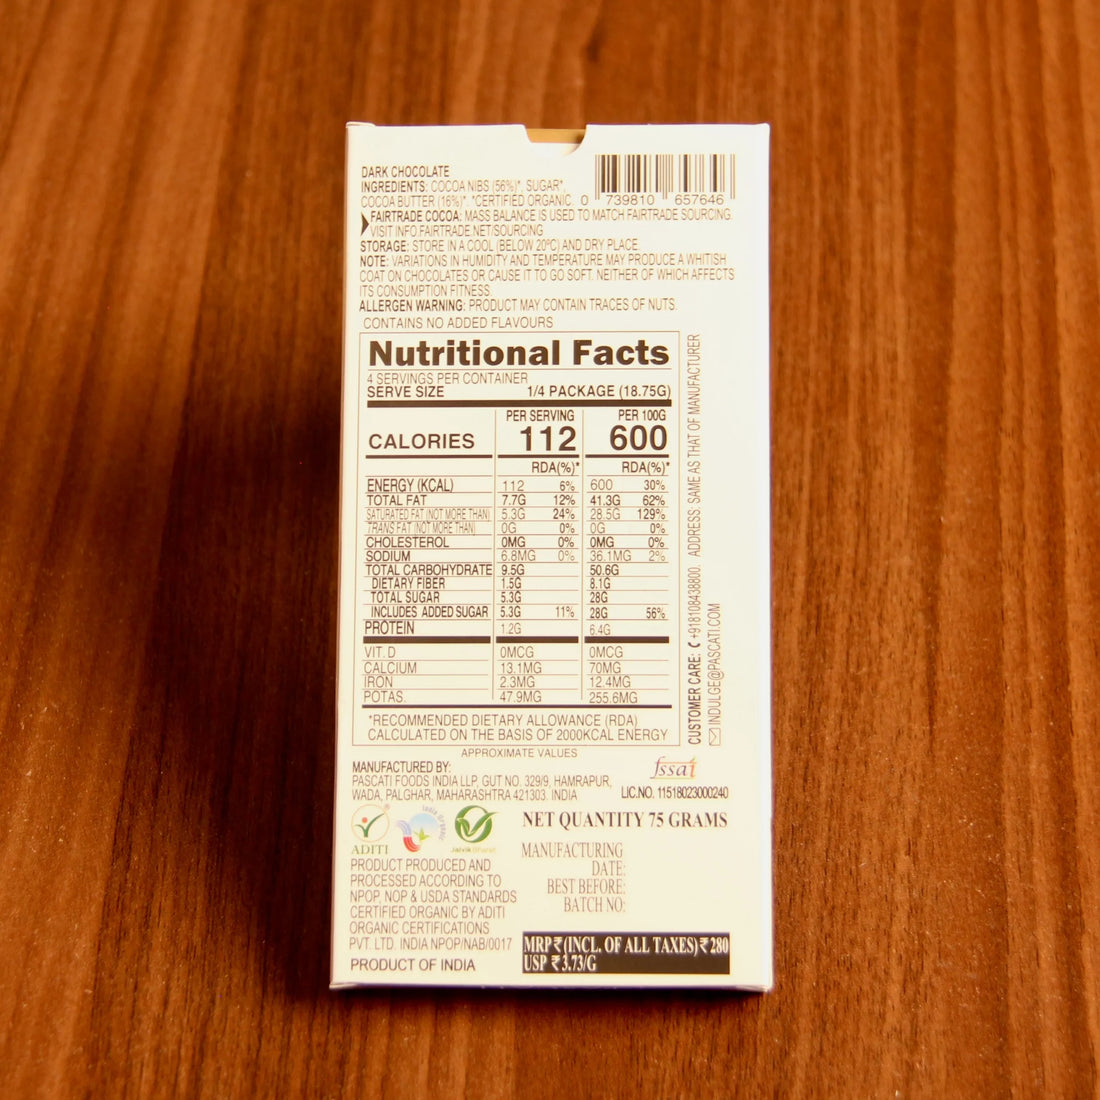 DARK CHOCOLATE
INGREDIENTS: COCOA NIBS (56%)*, SUGAR*,
COCOA BUTTER (16%)*. *CERTIFIED ORGANIC.
0 739810 657646
FAIRTRADE COCOA: MASS BALANCE IS USED TO MATCH FAIRTRADE SOURCING.
VISIT INFO.FAIRTRADE.NET/SOURCING
STORAGE: STORE IN A COOL (BELOW 20°C) AND DRY PLACE.
NOTE: VARIATIONS IN HUMIDITY AND TEMPERATURE MAY PRODUCE A WHITISH
COAT ON CHOCOLATES OR CAUSE IT TO GO SOFT. NEITHER OF WHICH AFFECTS
ITS CONSUMPTION FITNESS.
ALLERGEN WARNING: PRODUCT MAY CONTAIN TRACES OF NUTS.
CONTAINS NO ADDED FLAVOURS
Nutritional Facts
4 SERVINGS PER CONTAINER
SERVE SIZE 1/4 PACKAGE (18.75G)
PER SERVING PER 100G
CALORIES 112 600
RDA(%)* RDA(%)*
ENERGY (KCAL) 112 6% 600 30%
TOTAL FAT 7.7G 12% 41.3G 62%
SATURATED FAT (NOT MORE THAN) 5.3G 24% 28.5G 129%
TRANS FAT (NOT MORE THAN) 0G 0% 0G 0%
CHOLESTEROL 0MG 0% 0MG 0%
SODIUM 6.8MG 0% 36.1MG 2%
TOTAL CARBOHYDRATE 9.5G 50.6G
DIETARY FIBER 1.5G 8.1G
TOTAL SUGAR 5.3G 28G
INCLUDES ADDED SUGAR 5.3G 11% 28G 56%
PROTEIN 1.2G 6.4G
VIT. D 0MCG 0MCG
CALCIUM 13.1MG 70MG
IRON 2.3MG 12.4MG
POTAS. 47.9MG 255.6MG
*RECOMMENDED DIETARY ALLOWANCE (RDA)
CALCULATED ON THE BASIS OF 2000KCAL ENERGY
APPROXIMATE VALUES
CUSTOMER CARE: +918108438800. ADDRESS: SAME AS THAT OF MANUFACTURER
INDULGE@PASCATI.COM
MANUFACTURED BY:
PASCATI FOODS INDIA LLP, GUT NO. 329/9, HAMRAPUR,
WADA, PALGHAR, MAHARASHTRA 421303. INDIA
fssai
LIC.NO. 11518023000240
ADITI
India Organic
Jaivik Bharat
NET QUANTITY 75 GRAMS
PRODUCT PRODUCED AND
PROCESSED ACCORDING TO
NPOP, NOP & USDA STANDARDS
CERTIFIED ORGANIC BY ADITI
ORGANIC CERTIFICATIONS
PVT. LTD. INDIA NPOP/NAB/0017
PRODUCT OF INDIA
MANUFACTURING
DATE:
BEST BEFORE:
BATCH NO:
MRP ₹ (INCL. OF ALL TAXES) ₹ 280
USP ₹ 3.73/G